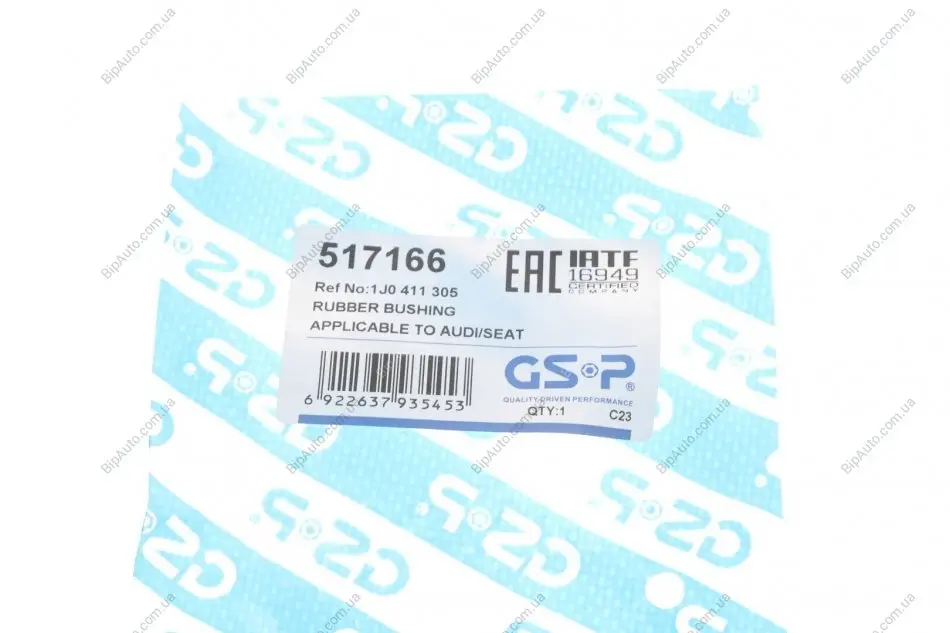 517166
Ref No:1J0 411 305
RUBBER BUSHING
APPLICABLE TO AUDI/SEAT
6 922637 935453
EAC
IATF
16949
CERTIFIED
COMPANY
GSP®
QUALITY DRIVEN PERFORMANCE
QTY:1
C23
BipAuto.com.ua